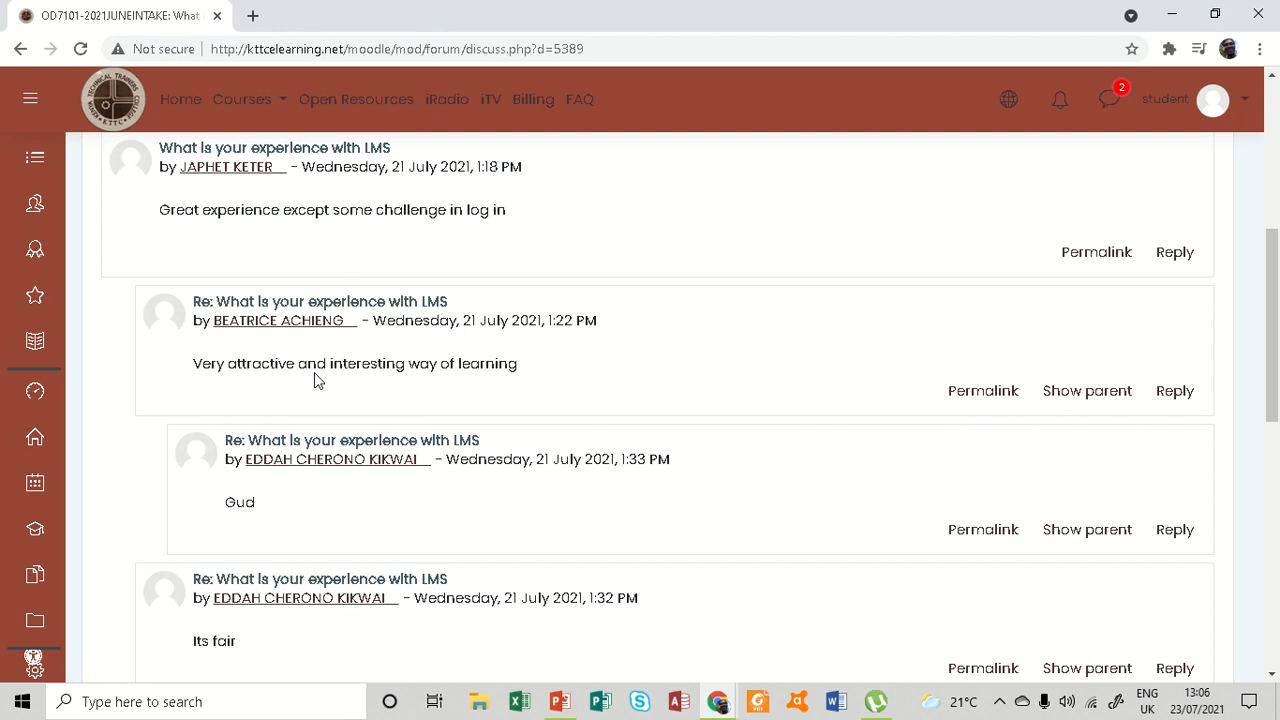 OD7101-2021JUNEINTAKE: What
Not secure http://kttcelearning.net/moodle/mod/forum/discuss.php?d=5389
KTTC
Home Courses Open Resources iRadio iTV Billing FAQ
2
student
What is your experience with LMS
by JAPHET KETER - Wednesday, 21 July 2021, 1:18 PM
Great experience except some challenge in log in
Permalink Reply
Re: What is your experience with LMS
by BEATRICE ACHIENG - Wednesday, 21 July 2021, 1:22 PM
Very attractive and interesting way of learning
Permalink Show parent Reply
Re: What is your experience with LMS
by EDDAH CHERONO KIKWAI - Wednesday, 21 July 2021, 1:33 PM
Gud
Permalink Show parent Reply
Re: What is your experience with LMS
by EDDAH CHERONO KIKWAI - Wednesday, 21 July 2021, 1:32 PM
Its fair
Permalink Show parent Reply
Type here to search
21°C
ENG
UK
13:06
23/07/2021